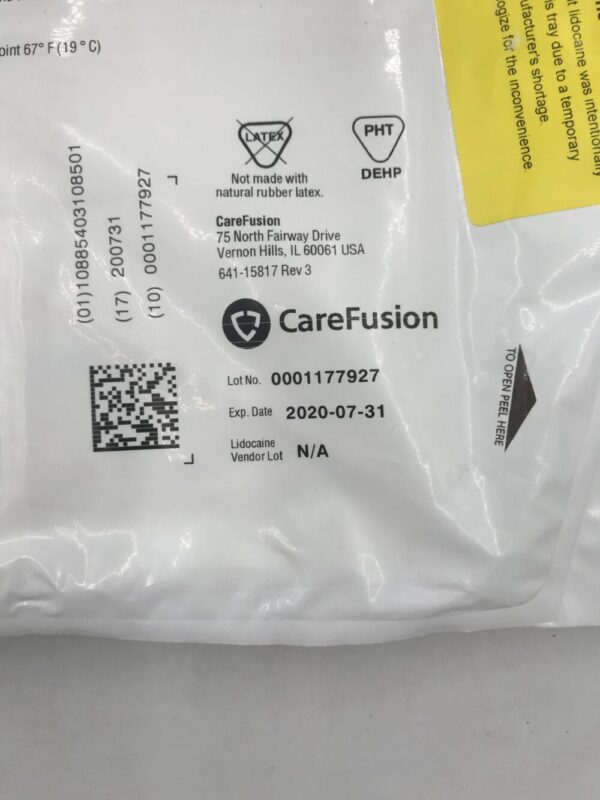 oint 67° F (19 °C)
t lidocaine was intentionally
is tray due to a temporary
ufacturer's shortage.
ogize for the inconvenience.
LATEX
Not made with
natural rubber latex.
PHT
DEHP
(01)10885403108501
(17) 200731
(10) 0001177927
CareFusion
75 North Fairway Drive
Vernon Hills, IL 60061 USA
641-15817 Rev 3
CareFusion
Lot No. 0001177927
Exp. Date 2020-07-31
Lidocaine
Vendor Lot N/A
TO OPEN PEEL HERE